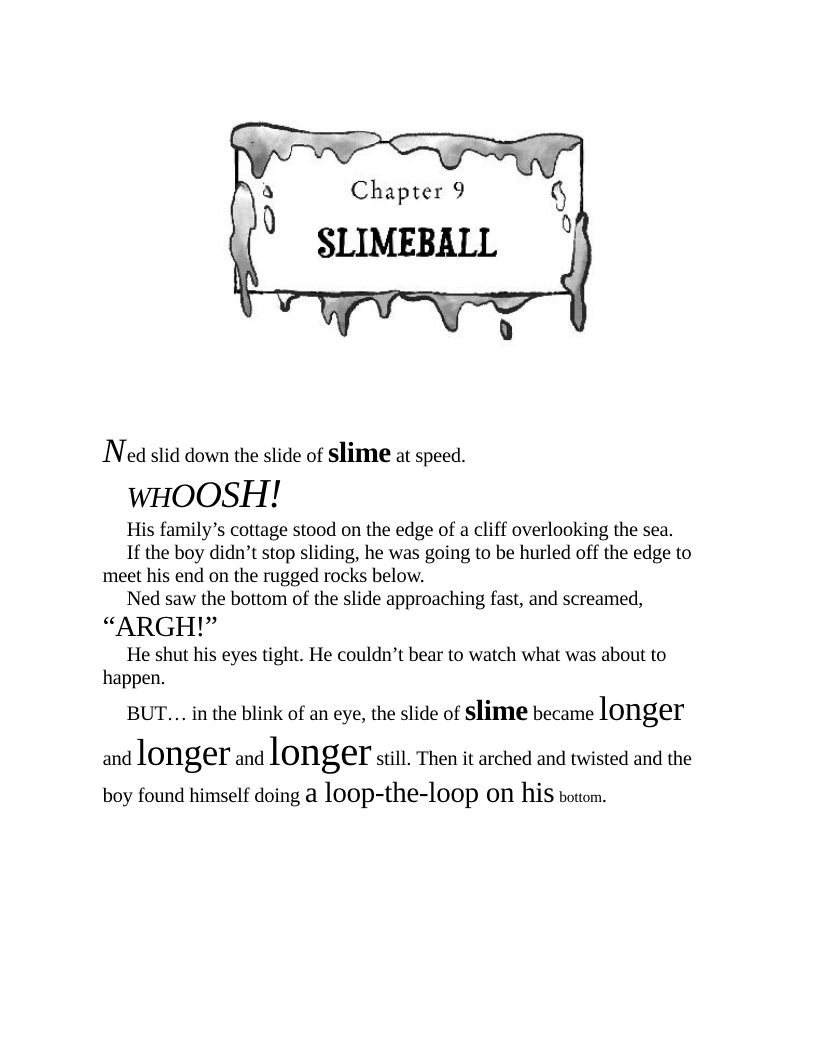 Chapter 9
SLIMEBALL
Ned slid down the slide of slime at speed.
WHOOSH!
His family’s cottage stood on the edge of a cliff overlooking the sea.
If the boy didn’t stop sliding, he was going to be hurled off the edge to
meet his end on the rugged rocks below.
Ned saw the bottom of the slide approaching fast, and screamed,
“ARGH!”
He shut his eyes tight. He couldn’t bear to watch what was about to
happen.
BUT… in the blink of an eye, the slide of slime became longer
and longer and longer still. Then it arched and twisted and the
boy found himself doing a loop-the-loop on his bottom.